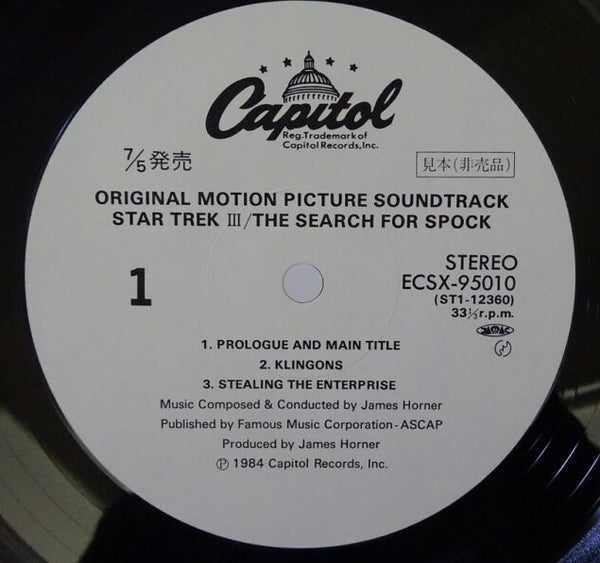 Capitol
Reg. Trademark of
Capitol Records, Inc.
7/5発売
見本(非売品)
ORIGINAL MOTION PICTURE SOUNDTRACK
STAR TREK III/THE SEARCH FOR SPOCK
1
STEREO
ECSX-95010
(ST1-12360)
33⅓r.p.m.
JASRAC
1. PROLOGUE AND MAIN TITLE
2. KLINGONS
3. STEALING THE ENTERPRISE
Music Composed & Conducted by James Horner
Published by Famous Music Corporation-ASCAP
Produced by James Horner
℗ 1984 Capitol Records, Inc.